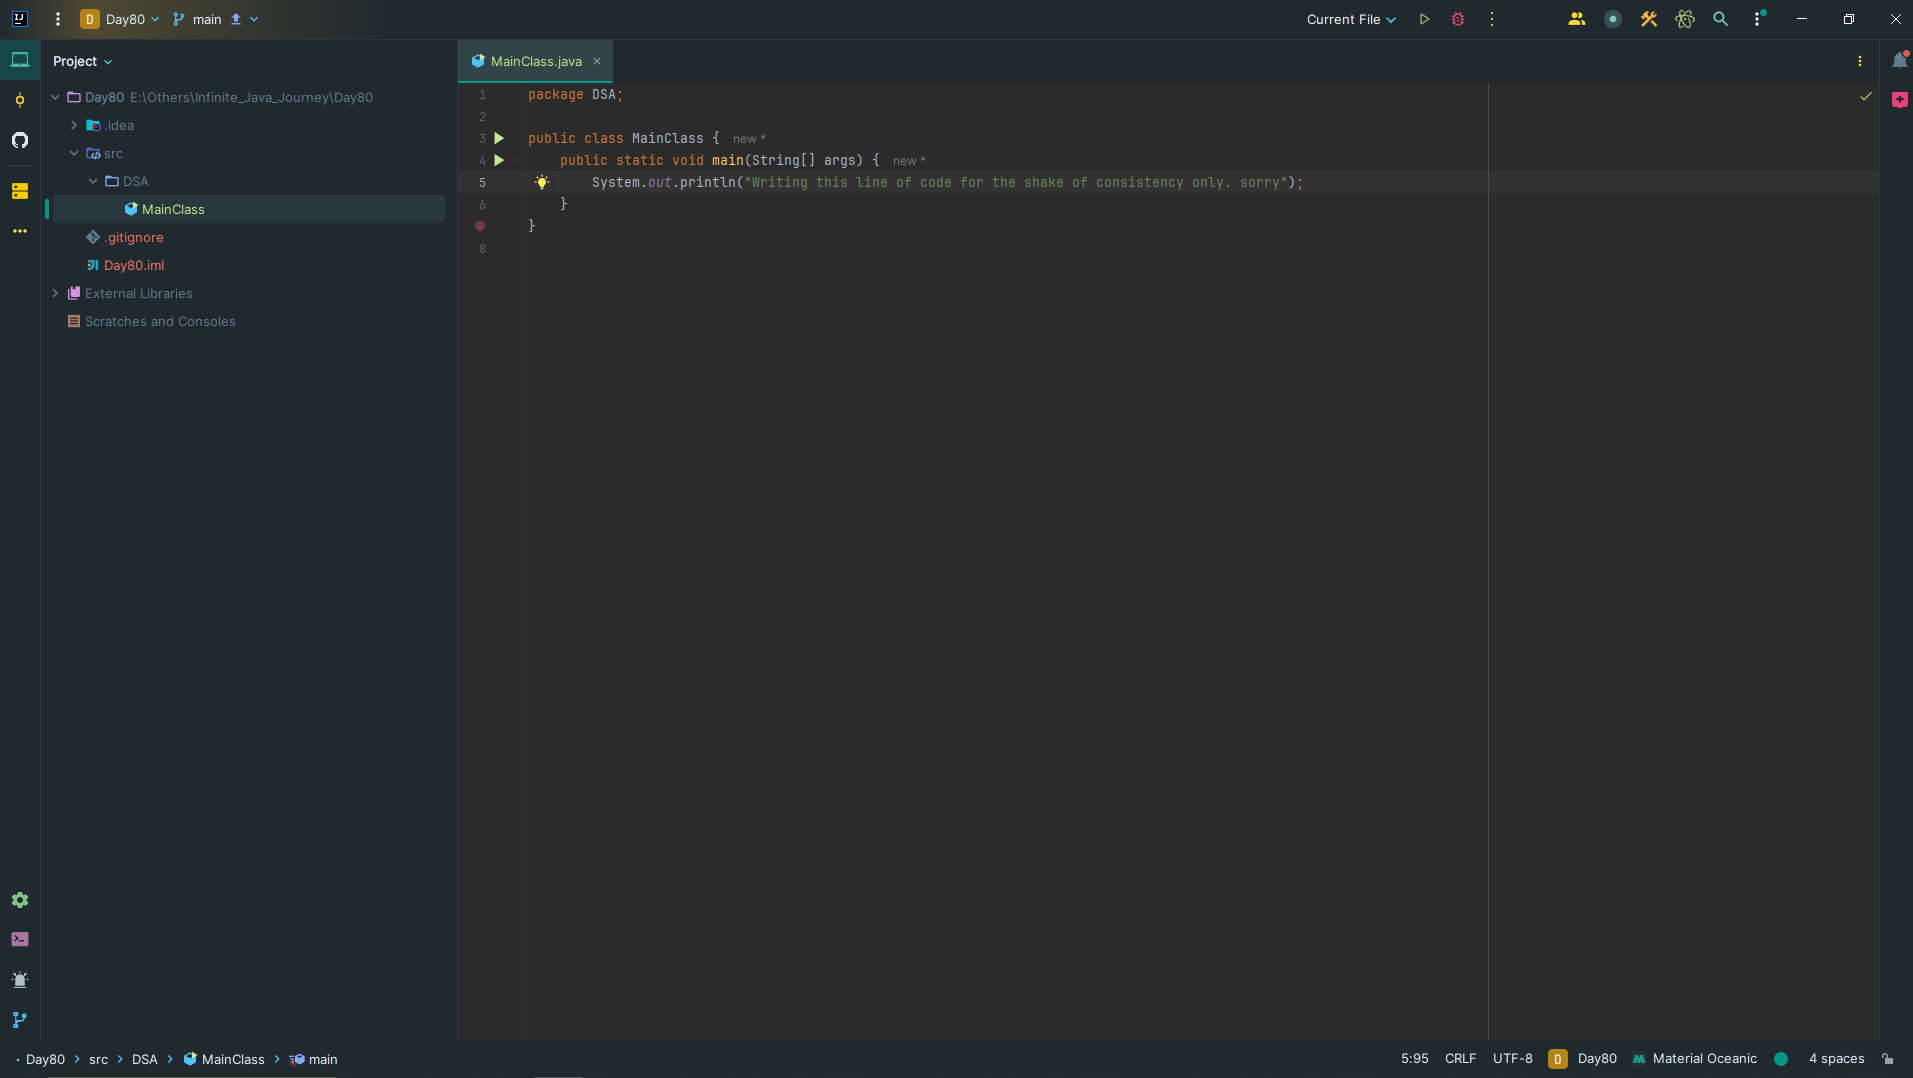 IJ D Day80 main Current File
Project
MainClass.java
Day80 E:\Others\Infinite_Java_Journey\Day80
.idea
src
DSA
MainClass
.gitignore
Day80.iml
External Libraries
Scratches and Consoles
1 package DSA;
2
3 public class MainClass { new *
4 public static void main(String[] args) { new *
5 System.out.println("Writing this line of code for the shake of consistency only. sorry");
6 }
}
8
Day80 src DSA MainClass main 5:95 CRLF UTF-8 D Day80 Material Oceanic 4 spaces